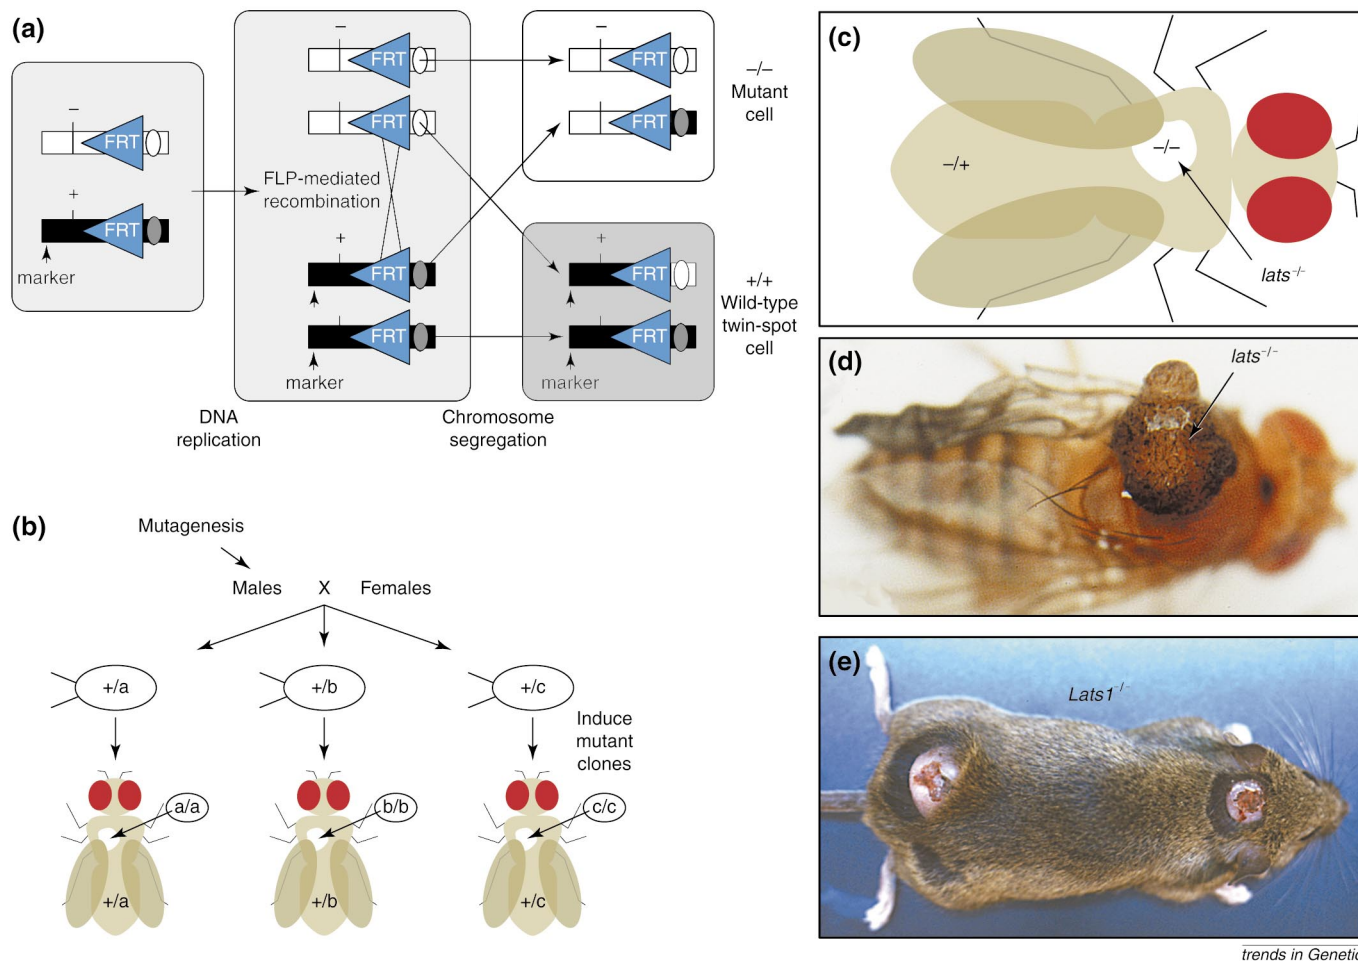 (a)
–
FRT
+
FRT
marker
–
FRT
+
FRT
FLP-mediated
recombination
+
FRT
+
FRT
marker
DNA
replication
Chromosome
segregation
–
FRT
FRT
–/–
Mutant
cell
+
FRT
FRT
marker
+/+
Wild-type
twin-spot
cell
(b)
Mutagenesis
Males X Females
+/a +/b +/c
Induce
mutant
clones
a/a b/b c/c
+/a +/b +/c
(c)
–/+
–/–
lats–/–
(d)
lats–/–
(e)
Lats1–/–
trends in Genetic